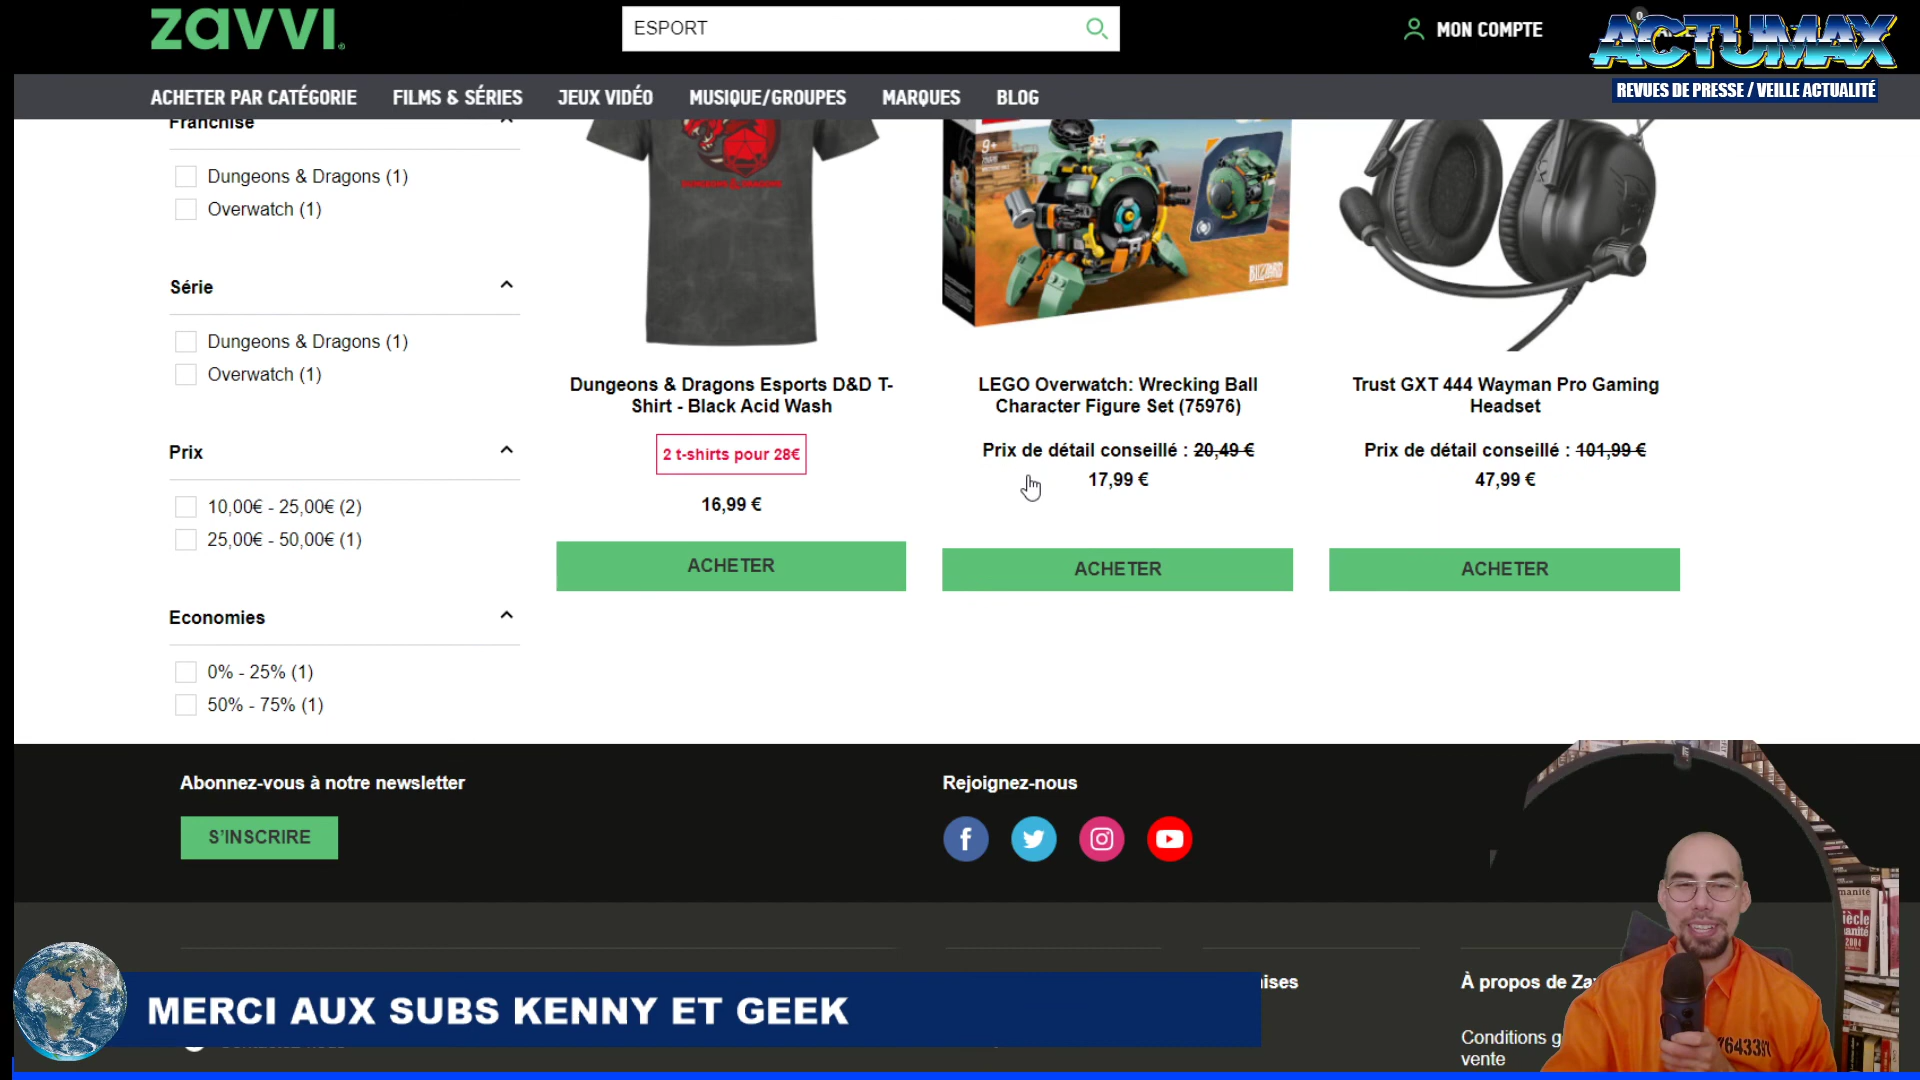 zavvi
ESPORT
MON COMPTE
0
ACTUMAX
REVUES DE PRESSE / VEILLE ACTUALITÉ
ACHETER PAR CATÉGORIE
FILMS & SÉRIES
JEUX VIDÉO
MUSIQUE/GROUPES
MARQUES
BLOG
Franchise
Dungeons & Dragons (1)
Overwatch (1)
Série
Dungeons & Dragons (1)
Overwatch (1)
Prix
10,00€ - 25,00€ (2)
25,00€ - 50,00€ (1)
Economies
0% - 25% (1)
50% - 75% (1)
DUNGEONS & DRAGONS
Dungeons & Dragons Esports D&D T-
Shirt - Black Acid Wash
2 t-shirts pour 28€
16,99 €
ACHETER
9+
BLIZZARD
LEGO Overwatch: Wrecking Ball
Character Figure Set (75976)
Prix de détail conseillé : 20,49 €
17,99 €
ACHETER
Trust GXT 444 Wayman Pro Gaming
Headset
Prix de détail conseillé : 101,99 €
47,99 €
ACHETER
Abonnez-vous à notre newsletter
S'INSCRIRE
Rejoignez-nous
ises
À propos de Za
Conditions g
vente
MERCI AUX SUBS KENNY ET GEEK